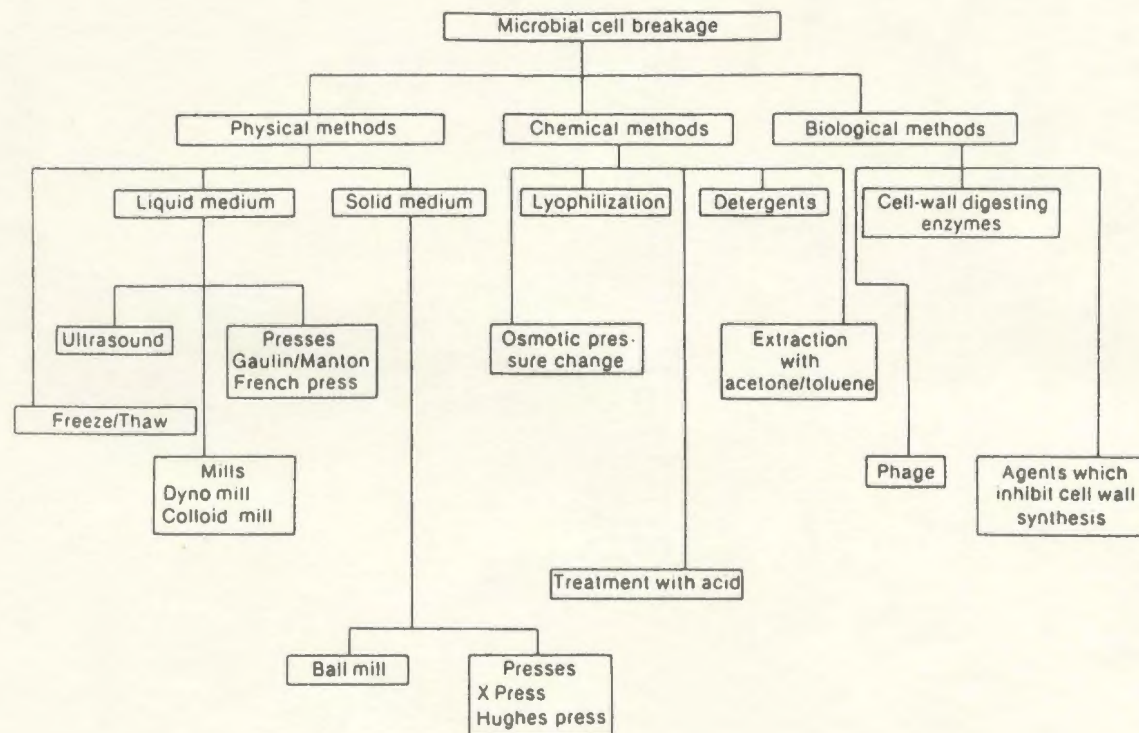 Microbial cell breakage
Physical methods
Chemical methods
Biological methods
Liquid medium
Solid medium
Lyophilization
Detergents
Cell-wall digesting
enzymes
Ultrasound
Presses
Gaulin/Manton
French press
Osmotic pres-
sure change
Extraction
with
acetone/toluene
Freeze/Thaw
Mills
Dyno mill
Colloid mill
Phage
Agents which
inhibit cell wall
synthesis
Treatment with acid
Ball mill
Presses
X Press
Hughes press